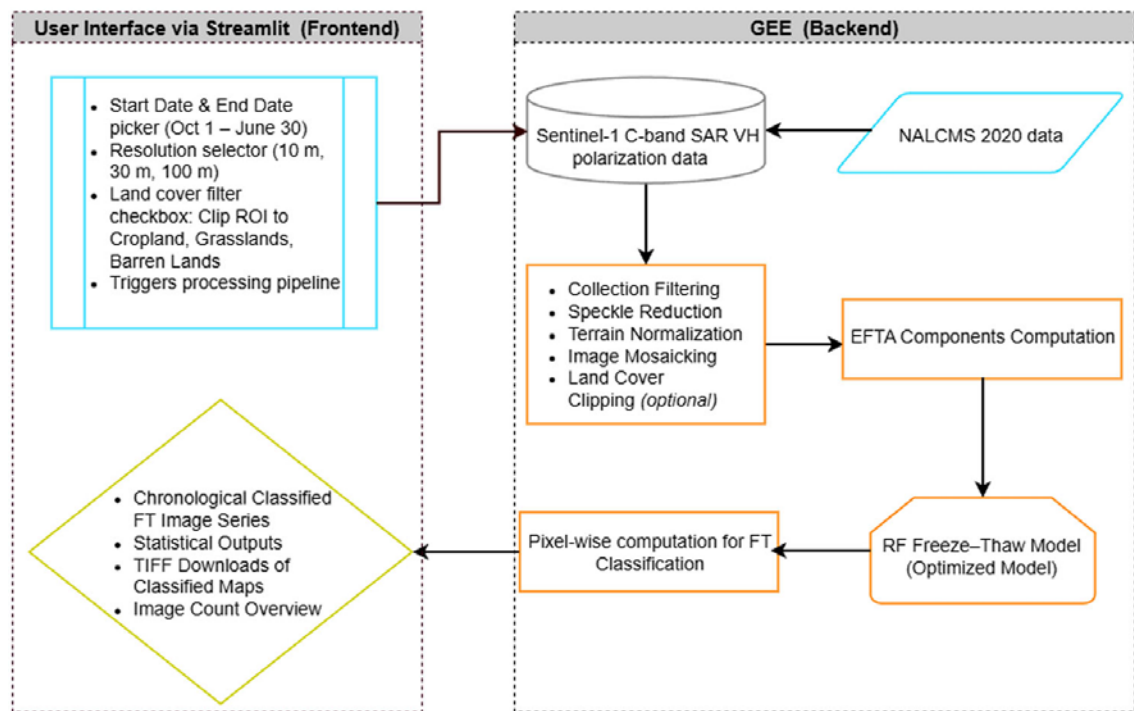 User Interface via Streamlit (Frontend)
• Start Date & End Date
picker (Oct 1 – June 30)
• Resolution selector (10 m,
30 m, 100 m)
• Land cover filter
checkbox: Clip ROI to
Cropland, Grasslands,
Barren Lands
• Triggers processing pipeline
• Chronological Classified
FT Image Series
• Statistical Outputs
• TIFF Downloads of
Classified Maps
• Image Count Overview
GEE (Backend)
Sentinel-1 C-band SAR VH
polarization data
NALCMS 2020 data
• Collection Filtering
• Speckle Reduction
• Terrain Normalization
• Image Mosaicking
• Land Cover
Clipping (optional)
EFTA Components Computation
Pixel-wise computation for FT
Classification
RF Freeze–Thaw Model
(Optimized Model)